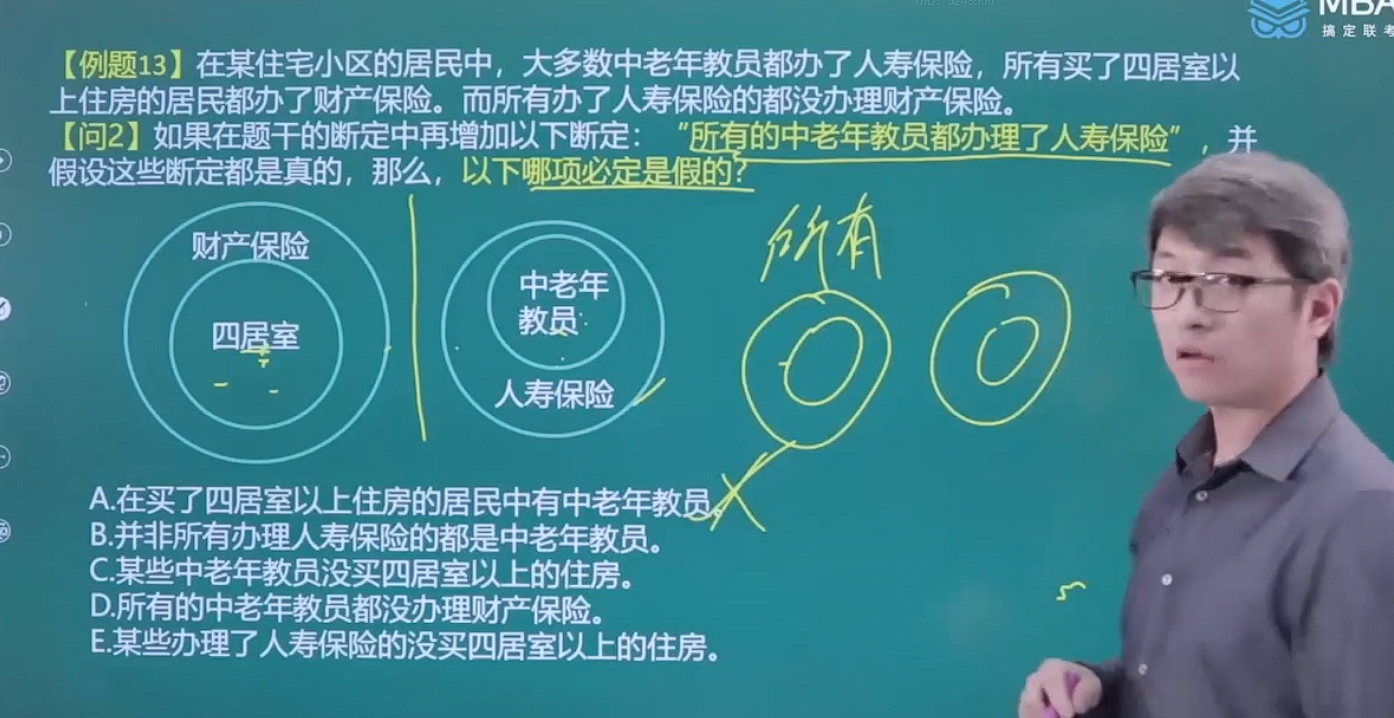 UID: 5243556
MBA
搞定联考
【例题13】在某住宅小区的居民中，大多数中老年教员都办了人寿保险，所有买了四居室以
上住房的居民都办了财产保险。而所有办了人寿保险的都没办理财产保险。
【问2】如果在题干的断定中再增加以下断定：“所有的中老年教员都办理了人寿保险”，并
假设这些断定都是真的，那么，以下哪项必定是假的？
财产保险
四居室
中老年
教员
人寿保险
所有
A.在买了四居室以上住房的居民中有中老年教员。
B.并非所有办理人寿保险的都是中老年教员。
C.某些中老年教员没买四居室以上的住房。
D.所有的中老年教员都没办理财产保险。
E.某些办理了人寿保险的没买四居室以上的住房。